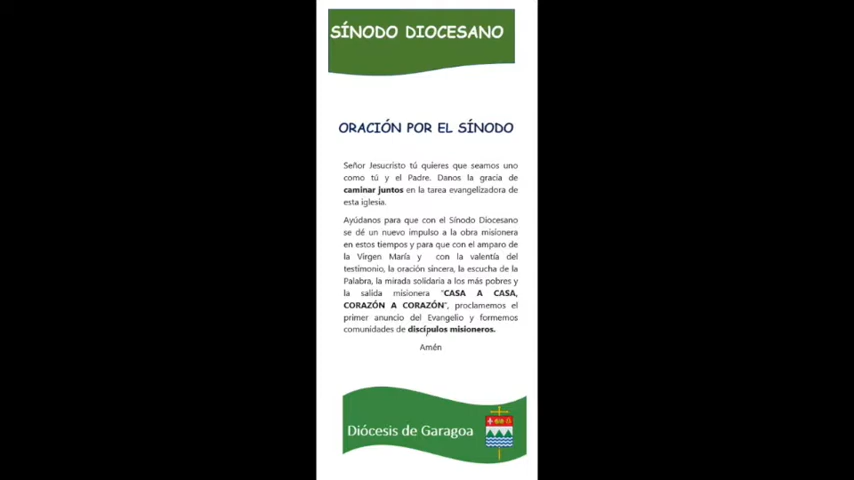 SÍNODO DIOCESANO
ORACIÓN POR EL SÍNODO
Señor Jesucristo tú quieres que seamos uno
como tú y el Padre. Danos la gracia de
caminar juntos en la tarea evangelizadora de
esta iglesia.
Ayúdanos para que con el Sínodo Diocesano
se dé un nuevo impulso a la obra misionera
en estos tiempos y para que con el amparo de
la Virgen María y con la valentía del
testimonio, la oración sincera, la escucha de la
Palabra, la mirada solidaria a los más pobres y
la salida misionera "CASA A CASA,
CORAZÓN A CORAZÓN", proclamemos el
primer anuncio del Evangelio y formemos
comunidades de discípulos misioneros.
Amén
Diócesis de Garagoa